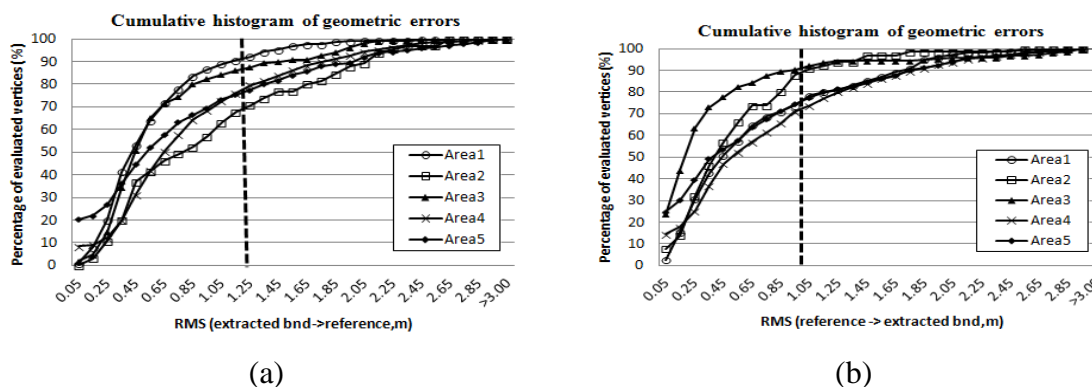 Cumulative histogram of geometric errors
Percentage of evaluated vertices (%)
100
90
80
70
60
50
40
30
20
10
0
Area1
Area2
Area3
Area4
Area5
0.05 0.25 0.45 0.65 0.85 1.05 1.25 1.45 1.65 1.85 2.05 2.25 2.45 2.65 2.85 >3.00
RMS (extracted bnd->reference,m)
(a)
Cumulative histogram of geometric errors
Percentage of evaluated vertices (%)
100
90
80
70
60
50
40
30
20
10
0
Area1
Area2
Area3
Area4
Area5
0.05 0.25 0.45 0.65 0.85 1.05 1.25 1.45 1.65 1.85 2.05 2.25 2.45 2.65 2.85 >3.00
RMS (reference -> extracted bnd,m)
(b)